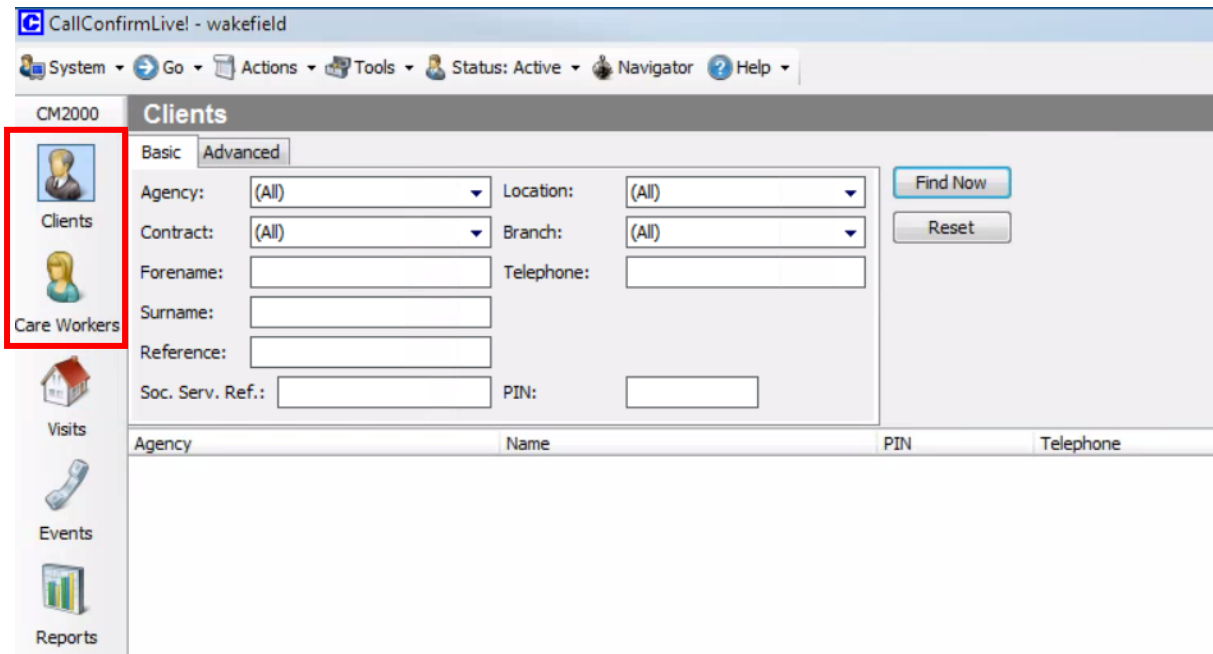 C CallConfirmLive! - wakefield
System Go Actions Tools Status: Active Navigator Help
CM2000 Clients
Basic Advanced
Agency: (All) Location: (All) Find Now
Clients Contract: (All) Branch: (All) Reset
Forename: Telephone:
Care Workers Surname:
Reference:
Soc. Serv. Ref.: PIN:
Visits
Agency Name PIN Telephone
Events
Reports